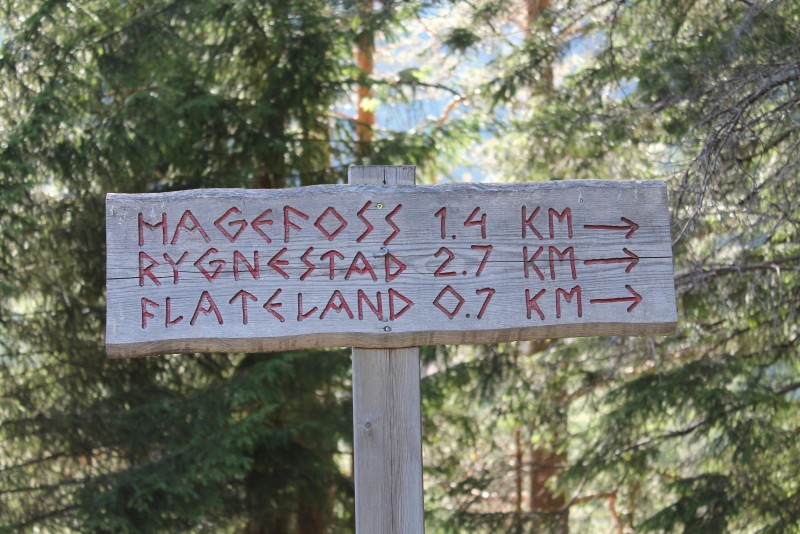 HAGEFOSS 1.4 KM →
RYGNESTAD 2.7 KM →
FLATELAND 0.7 KM →